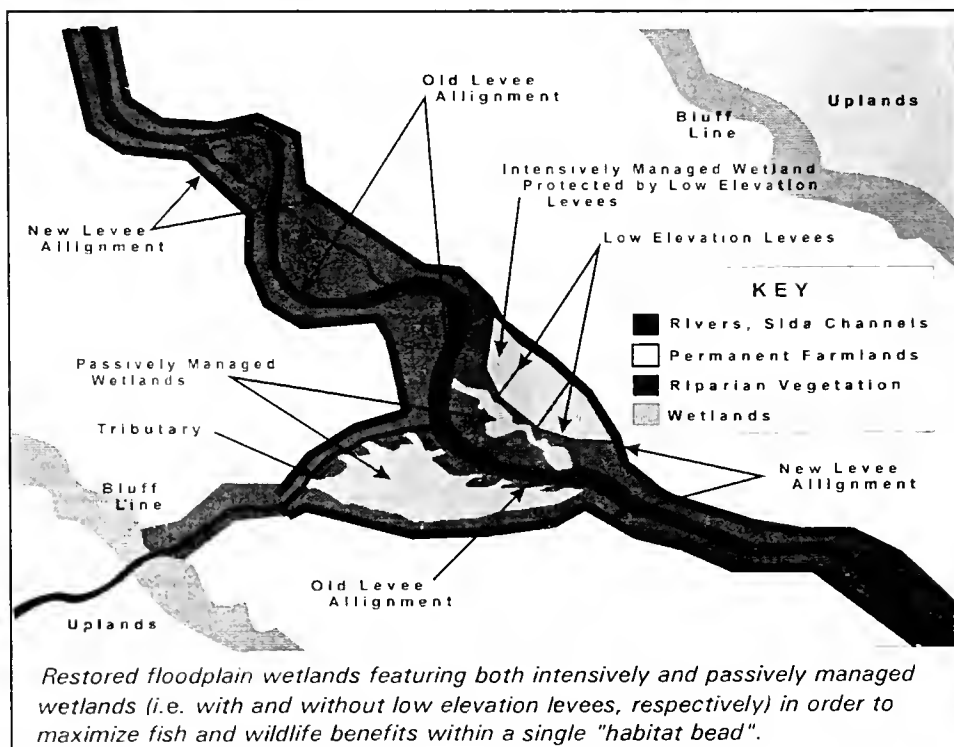 Old Levee
Allignment
Uplands
Bluff
Line
Intensively Managed Wetland
Protected by Low Elevation
Levees
New Levee
Allignment
Low Elevation Levees
KEY
Rivers, Sida Channels
Permanent Farmlands
Riparian Vegetation
Wetlands
Passively Managed
Wetlands
Tributary
New Levee
Allignment
Bluff
Line
Old Levee
Allignment
Uplands
Restored floodplain wetlands featuring both intensively and passively managed
wetlands (i.e. with and without low elevation levees, respectively) in order to
maximize fish and wildlife benefits within a single "habitat bead".